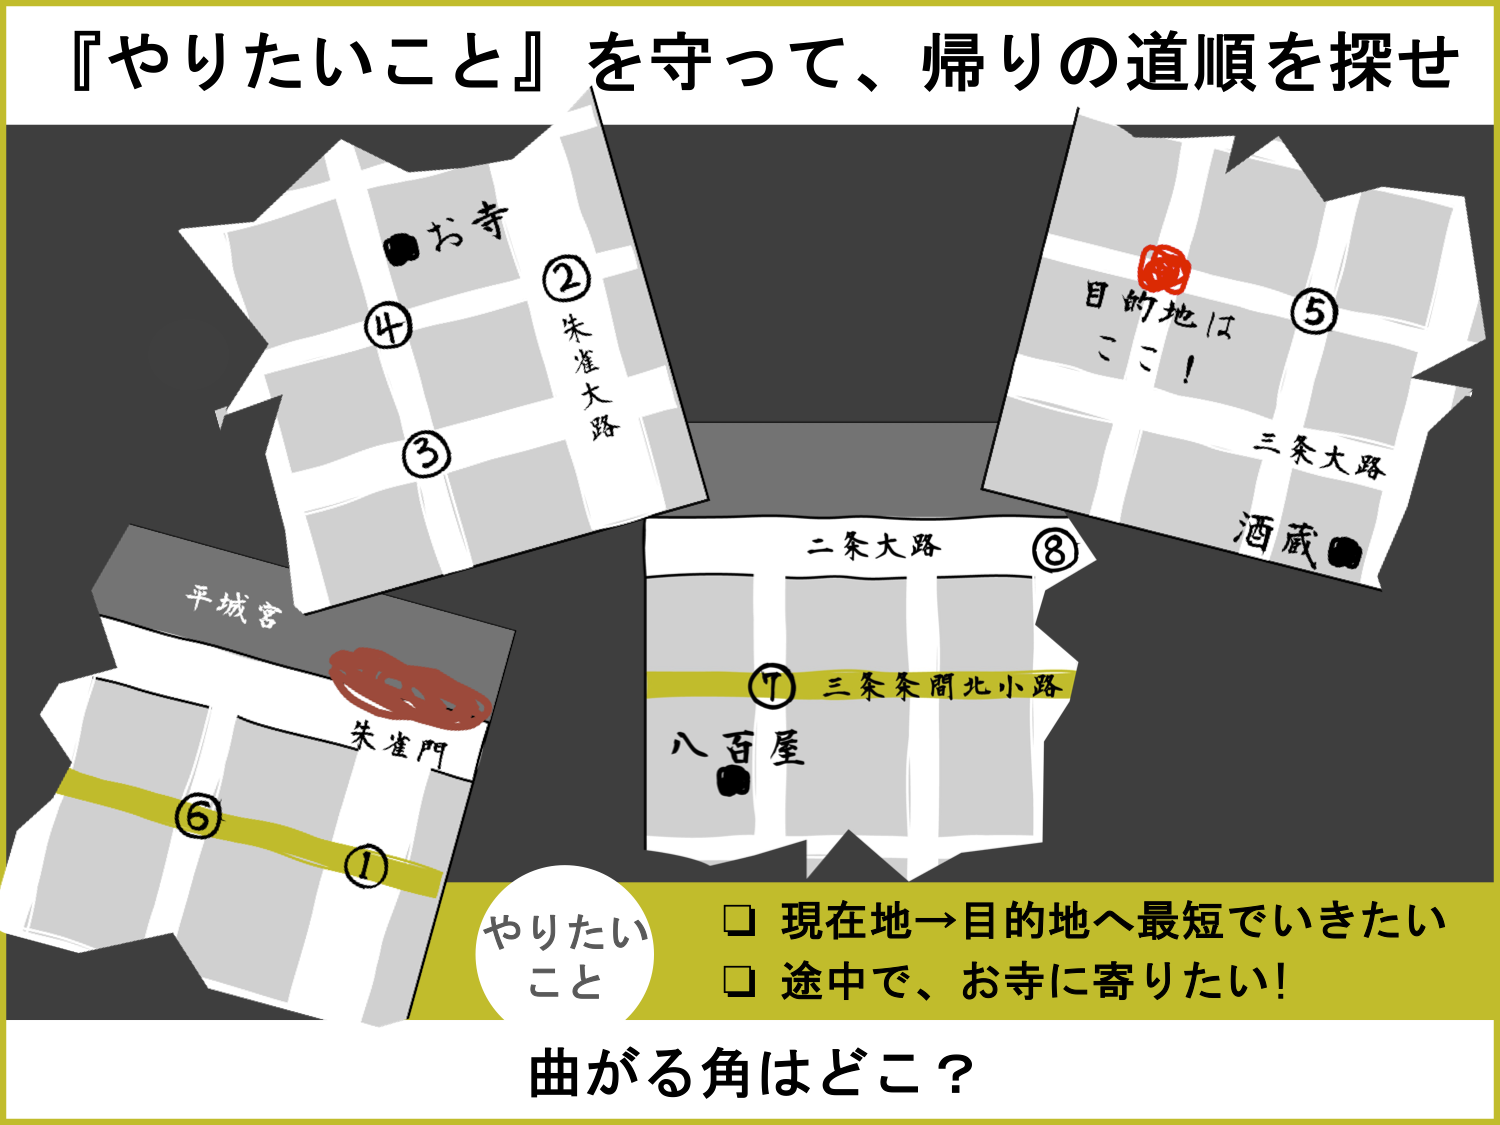 『やりたいこと』を守って、帰りの道順を探せ
お寺
②
④
朱雀大路
③
目的地は
ここ！
⑤
三条大路
酒蔵
平城宮
朱雀門
⑥
①
二条大路
⑧
⑦
三条条間北小路
八百屋
やりたい
こと
❏ 現在地→目的地へ最短でいきたい
❏ 途中で、お寺に寄りたい!
曲がる角はどこ？